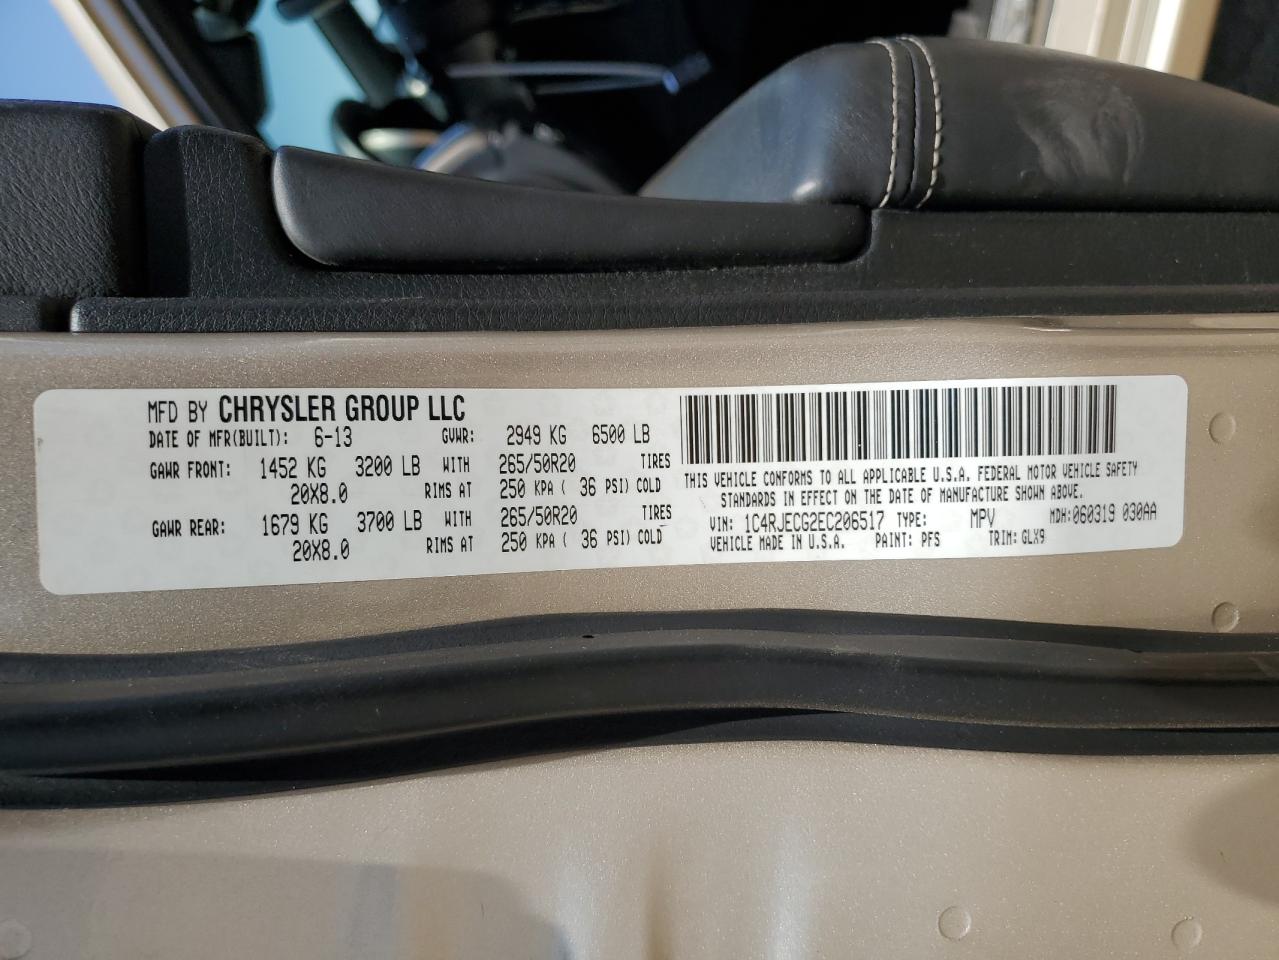 MFD BY CHRYSLER GROUP LLC
DATE OF MFR(BUILT): 6-13 GVWR: 2949 KG 6500 LB
GAWR FRONT: 1452 KG 3200 LB WITH 265/50R20 TIRES
20X8.0 RIMS AT 250 KPA ( 36 PSI) COLD
GAWR REAR: 1679 KG 3700 LB WITH 265/50R20 TIRES
20X8.0 RIMS AT 250 KPA ( 36 PSI) COLD
THIS VEHICLE CONFORMS TO ALL APPLICABLE U.S.A. FEDERAL MOTOR VEHICLE SAFETY
STANDARDS IN EFFECT ON THE DATE OF MANUFACTURE SHOWN ABOVE.
VIN: 1C4RJECG2EC206517 TYPE: MPV MDH:060319 030AA
VEHICLE MADE IN U.S.A. PAINT: PFS TRIM: GLX9